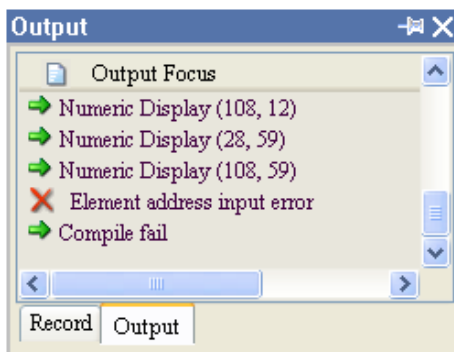 Output
Output Focus
Numeric Display (108, 12)
Numeric Display (28, 59)
Numeric Display (108, 59)
Element address input error
Compile fail
Record
Output